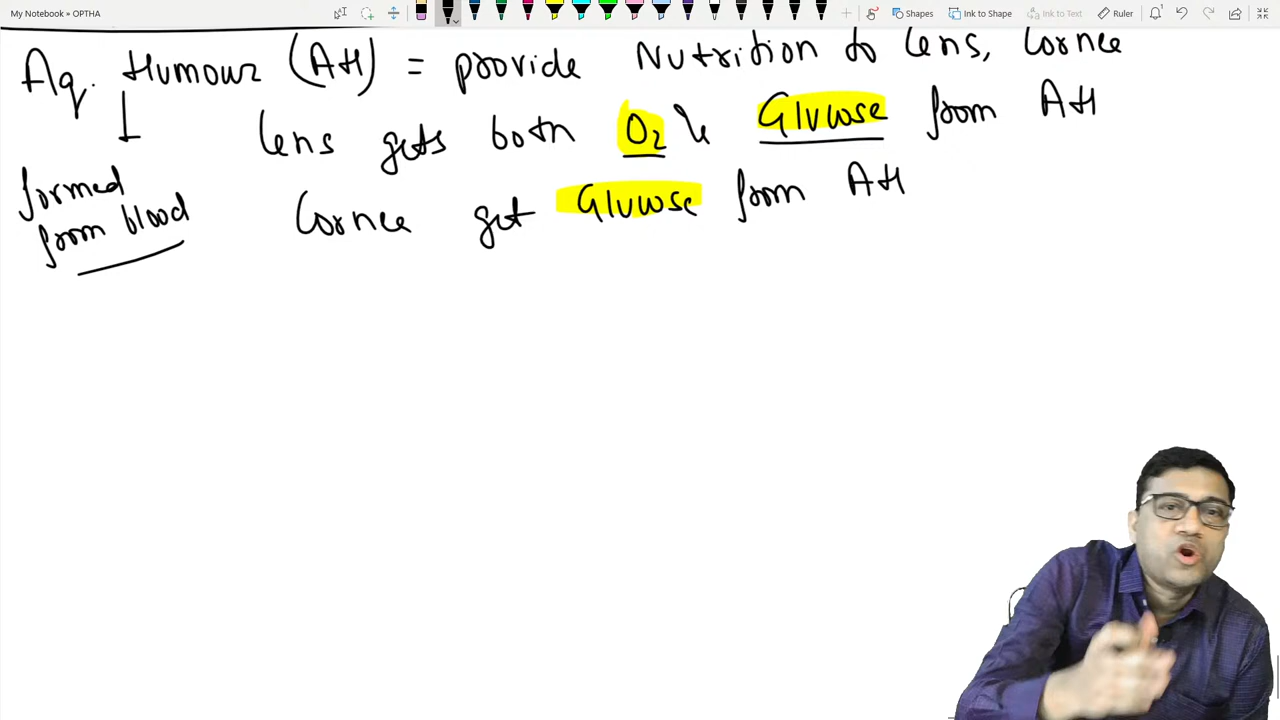 My Notebook » OPTHA
Shapes
Ink to Shape
Ink to Text
Ruler
Aq. Humour (AH) = provide Nutrition to lens, Cornea
lens gets both O2 & Glucose from AH
formed from blood
Cornea get Glucose from AH